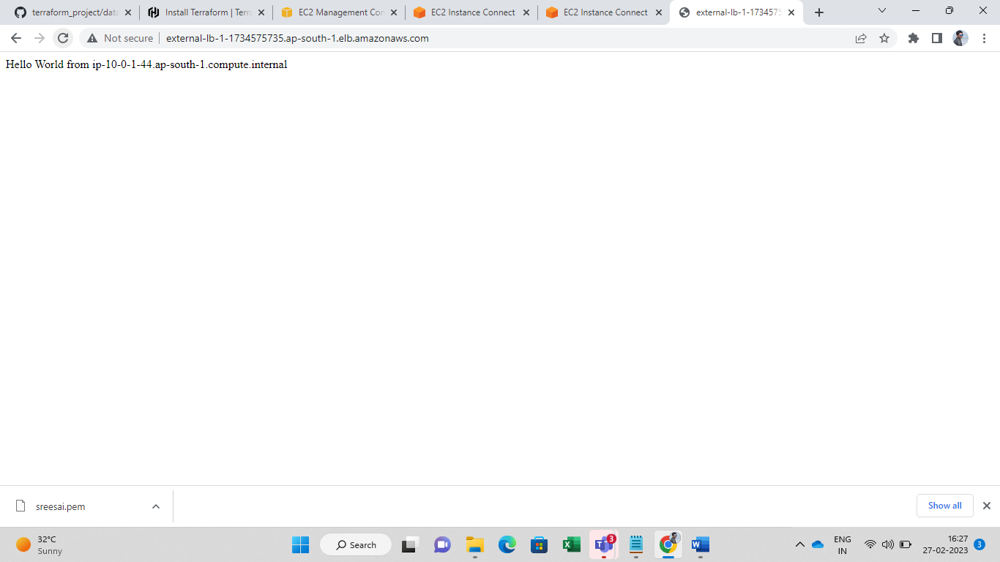 terraform_project/data
Install Terraform | Terra
EC2 Management Con
EC2 Instance Connect
EC2 Instance Connect
external-lb-1-1734575
Not secure
external-lb-1-1734575735.ap-south-1.elb.amazonaws.com
Hello World from ip-10-0-1-44.ap-south-1.compute.internal
sreesai.pem
Show all
32°C
Sunny
Search
3
ENG
IN
16:27
27-02-2023
3